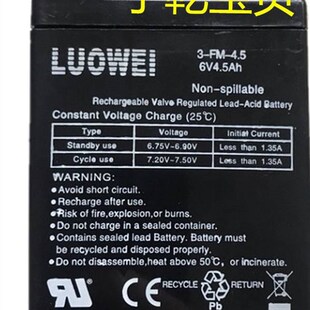 LUOWEI
3-FM-4.5
6V4.5Ah
Non-spillable
Rechargeable Valve Regulated Lead-Acid Battery
Constant Voltage Charge (25℃)
Type Voltage Initial Current
Standby use 6.75V-6.90V Less than 1.35A
Cycle use 7.20V-7.50V Less than 1.35A
WARNING:
●Avoid short circuit.
●Recharge after use.
●Risk of fire,explosion,or burns.
●Do not charge in a sealed container.
●Contains sealed lead Battery. Battery must
be recycled or disposed properly.
●Do not disassemble, heat above 50℃, or incinerate
CE
RECYCLE
RETURN
Pb